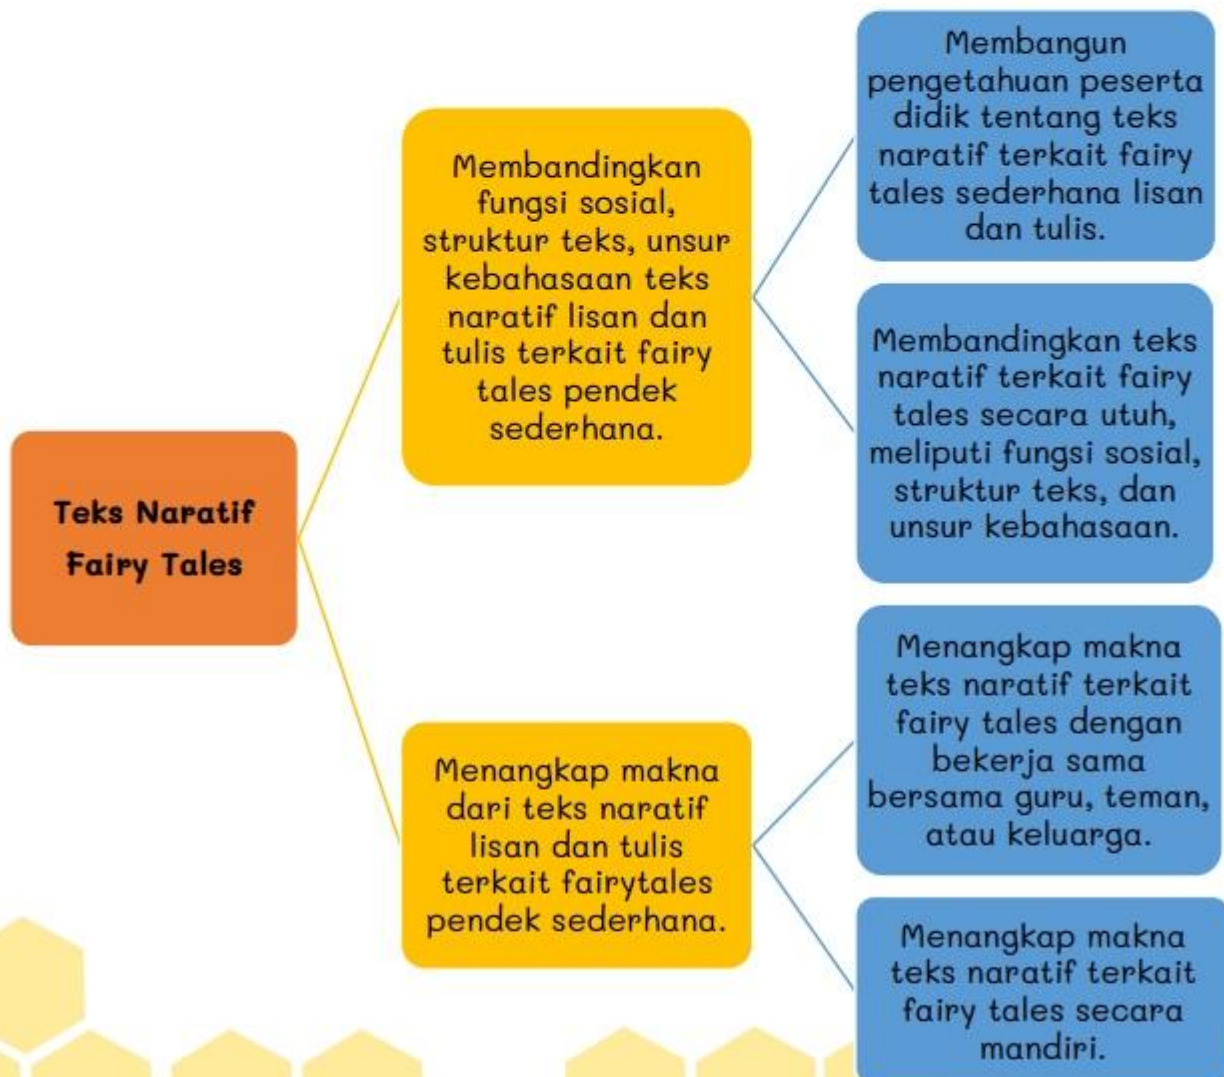 Teks Naratif
Fairy Tales
Membandingkan
fungsi sosial,
struktur teks, unsur
kebahasaan teks
naratif lisan dan
tulis terkait fairy
tales pendek
sederhana.
Membangun
pengetahuan peserta
didik tentang teks
naratif terkait fairy
tales sederhana lisan
dan tulis.
Membandingkan teks
naratif terkait fairy
tales secara utuh,
meliputi fungsi sosial,
struktur teks, dan
unsur kebahasaan.
Menangkap makna
dari teks naratif
lisan dan tulis
terkait fairytales
pendek sederhana.
Menangkap makna
teks naratif terkait
fairy tales dengan
bekerja sama
bersama guru, teman,
atau keluarga.
Menangkap makna
teks naratif terkait
fairy tales secara
mandiri.